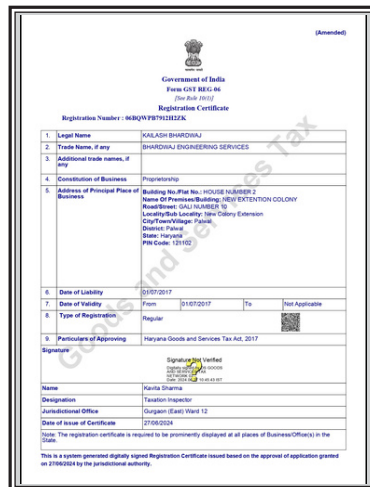 (Amended)
Government of India
Form GST REG-06
[See Rule 10(1)]
Registration Certificate
Registration Number : 06BQWPB7912H2ZK
1. Legal Name KAILASH BHARDWAJ
2. Trade Name, if any BHARDWAJ ENGINEERING SERVICES
3. Additional trade names, if any
4. Constitution of Business Proprietorship
5. Address of Principal Place of Business Building No./Flat No.: HOUSE NUMBER 2
Name Of Premises/Building: NEW EXTENTION COLONY
Road/Street: GALI NUMBER 10
Locality/Sub Locality: New Colony Extension
City/Town/Village: Palwal
District: Palwal
State: Haryana
PIN Code: 121102
6. Date of Liability 01/07/2017
7. Date of Validity From 01/07/2017 To Not Applicable
8. Type of Registration Regular
9. Particulars of Approving Haryana Goods and Services Tax Act, 2017
Signature
Signature Not Verified
Name Kavita Sharma
Designation Taxation Inspector
Jurisdictional Office Gurgaon (East) Ward 12
Date of issue of Certificate 27/06/2024
Note: The registration certificate is required to be prominently displayed at all places of Business/Office(s) in the
State.
This is a system generated digitally signed Registration Certificate issued based on the approval of application granted
on 27/06/2024 by the jurisdictional authority.
Goods and Services Tax